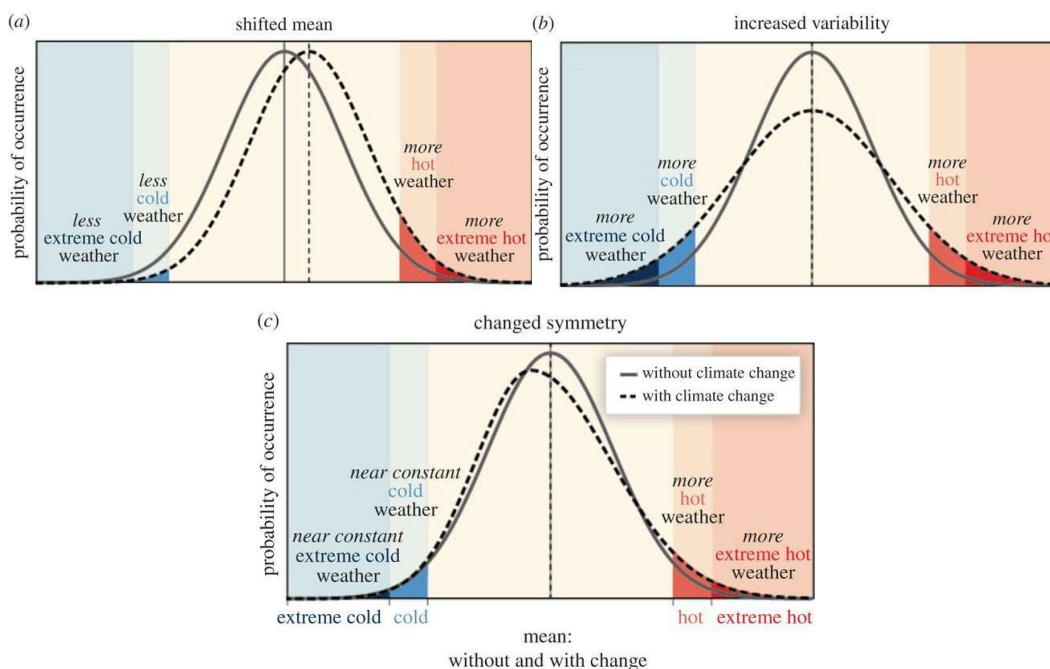 (a)
shifted mean
probability of occurrence
less
cold
weather
less
extreme cold
weather
more
hot
weather
more
extreme hot
weather
(b)
increased variability
probability of occurrence
more
cold
weather
more
extreme cold
weather
more
hot
weather
more
extreme hot
weather
(c)
changed symmetry
probability of occurrence
without climate change
with climate change
near constant
cold
weather
near constant
extreme cold
weather
more
hot
weather
more
extreme hot
weather
extreme cold
cold
hot
extreme hot
mean:
without and with change